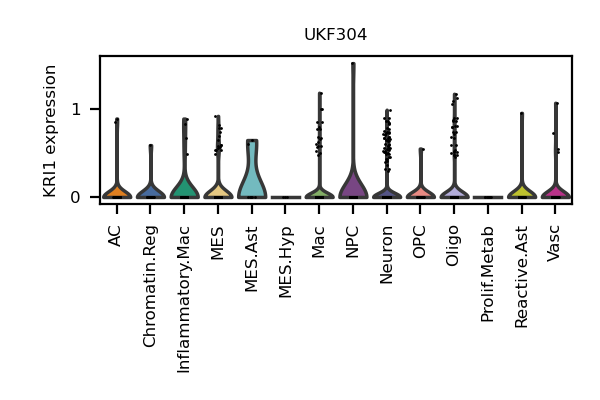 UKF304
KRI1 expression
1
0
AC
Chromatin.Reg
Inflammatory.Mac
MES
MES.Ast
MES.Hyp
Mac
NPC
Neuron
OPC
Oligo
Prolif.Metab
Reactive.Ast
Vasc